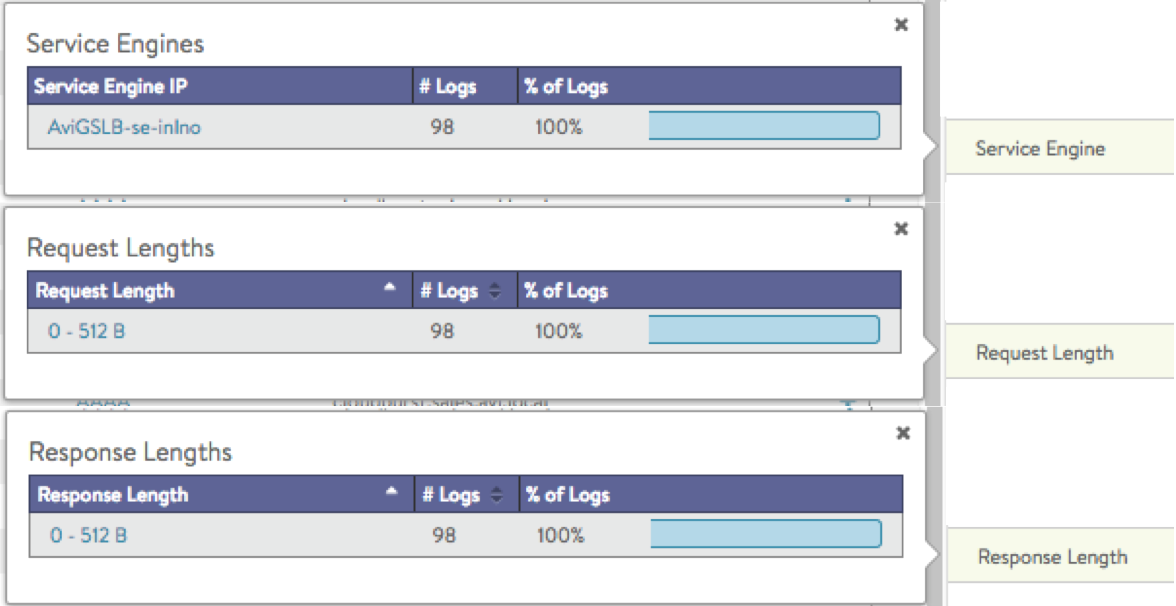 Service Engines
Service Engine IP # Logs % of Logs
AviGSLB-se-inlno 98 100%
Service Engine
Request Lengths
Request Length # Logs % of Logs
0 - 512 B 98 100%
Request Length
Response Lengths
Response Length # Logs % of Logs
0 - 512 B 98 100%
Response Length